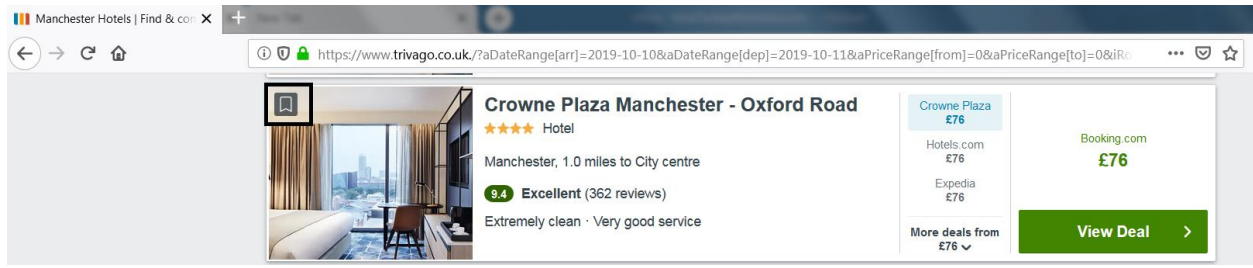 Manchester Hotels | Find & con
https://www.trivago.co.uk./?aDateRange[arr]=2019-10-10&aDateRange[dep]=2019-10-11&aPriceRange[from]=0&aPriceRange[to]=0&iRo
Crowne Plaza Manchester - Oxford Road
Hotel
Manchester, 1.0 miles to City centre
9.4 Excellent (362 reviews)
Extremely clean · Very good service
Crowne Plaza
£76
Hotels.com
£76
Expedia
£76
More deals from
£76
Booking.com
£76
View Deal